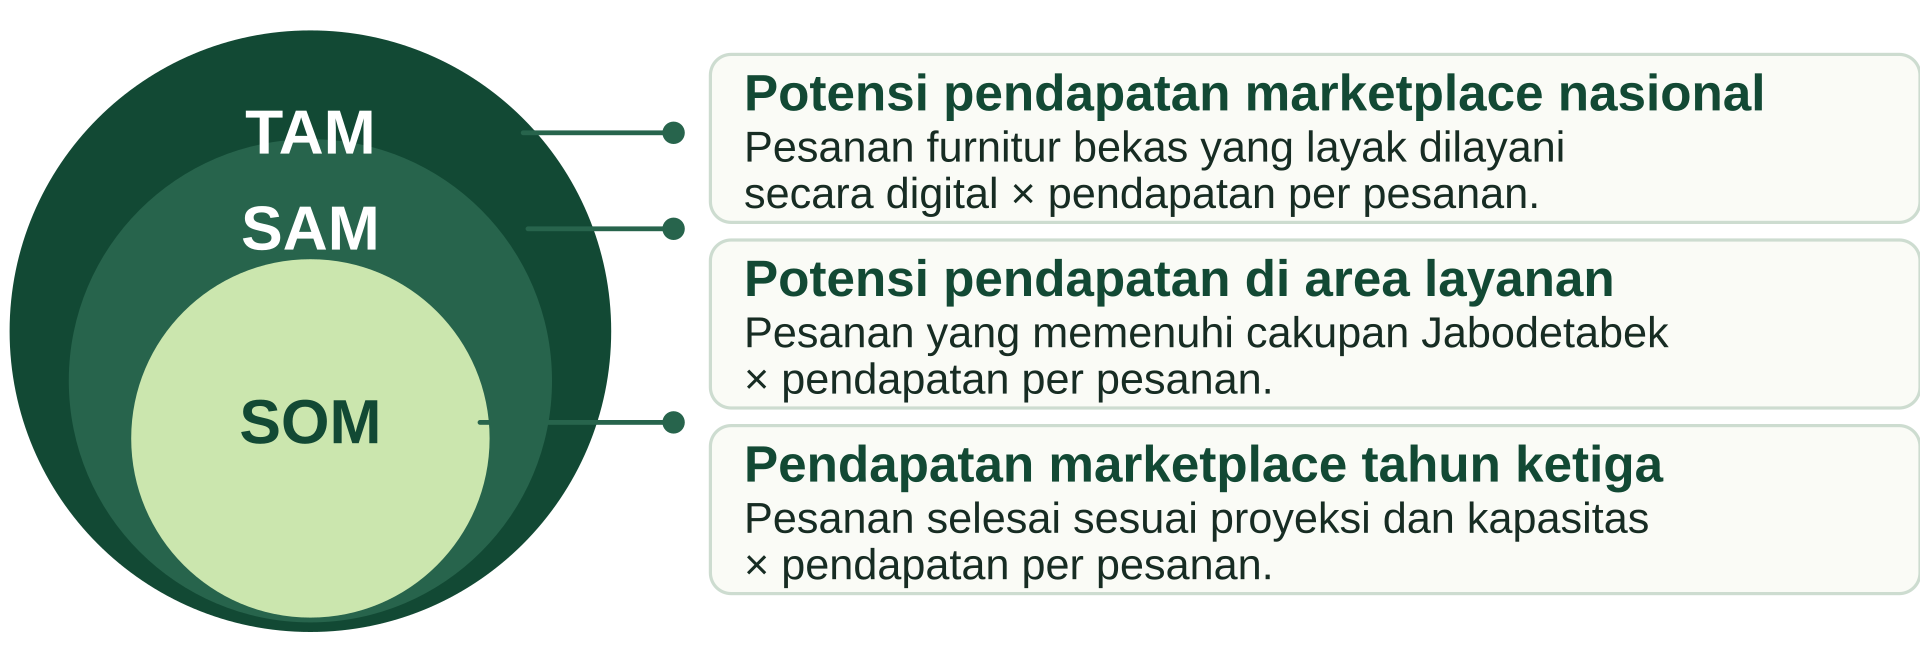 TAM
SAM
SOM
Potensi pendapatan marketplace nasional
Pesanan furnitur bekas yang layak dilayani
secara digital × pendapatan per pesanan.
Potensi pendapatan di area layanan
Pesanan yang memenuhi cakupan Jabodetabek
× pendapatan per pesanan.
Pendapatan marketplace tahun ketiga
Pesanan selesai sesuai proyeksi dan kapasitas
× pendapatan per pesanan.